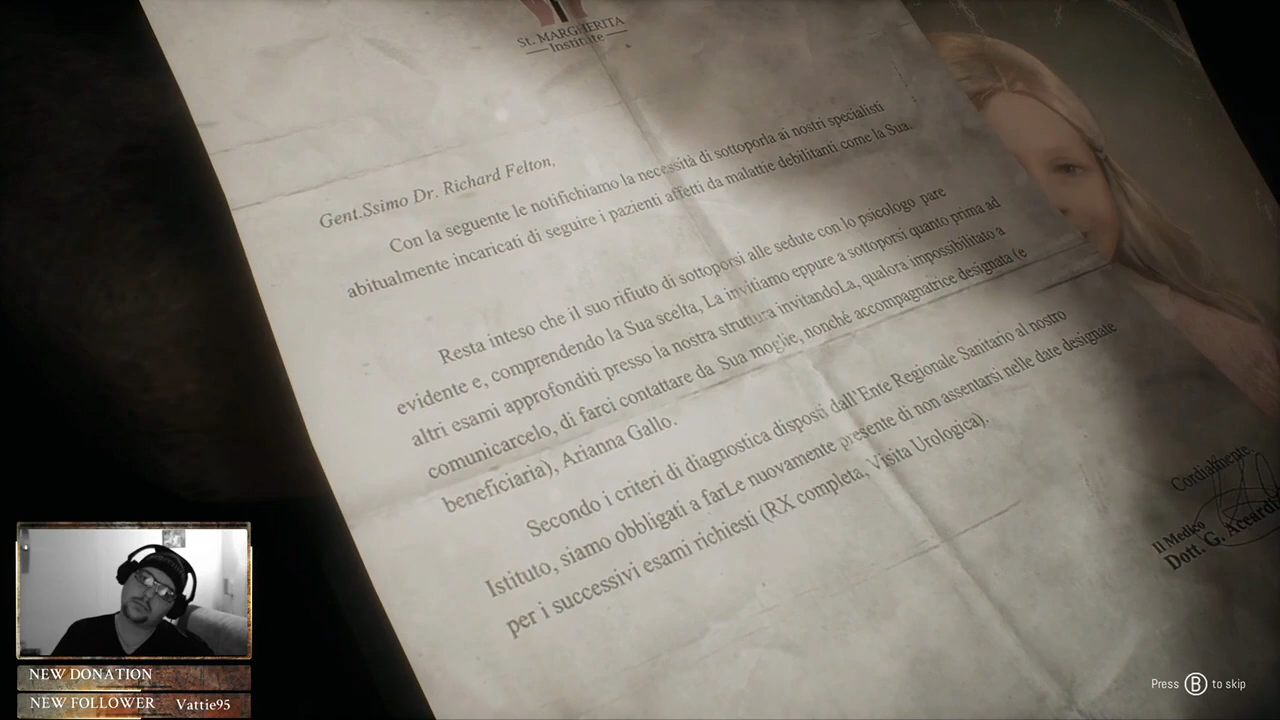 St. MARGHERITA
Institute
Gent.Ssimo Dr. Richard Felton,
Con la seguente le notifichiamo la necessità di sottoporla ai nostri specialisti
abitualmente incaricati di seguire i pazienti affetti da malattie debilitanti come la Sua.
Resta inteso che il suo rifiuto di sottoporsi alle sedute con lo psicologo pare
evidente e, comprendendo la Sua scelta, La invitiamo eppure a sottoporsi quanto prima ad
altri esami approfonditi presso la nostra struttura invitandoLa, qualora impossibilitato a
comunicarcelo, di farci contattare da Sua moglie, nonché accompagnatrice designata (e
beneficiaria), Arianna Gallo.
Secondo i criteri di diagnostica disposti dall'Ente Regionale Sanitario al nostro
Istituto, siamo obbligati a farLe nuovamente presente di non assentarsi nelle date designate
per i successivi esami richiesti (RX completa, Visita Urologica).
Cordialmente,
Il Medico
Dott. G. Accardi
Press B to skip
NEW DONATION
NEW FOLLOWER Vattie95